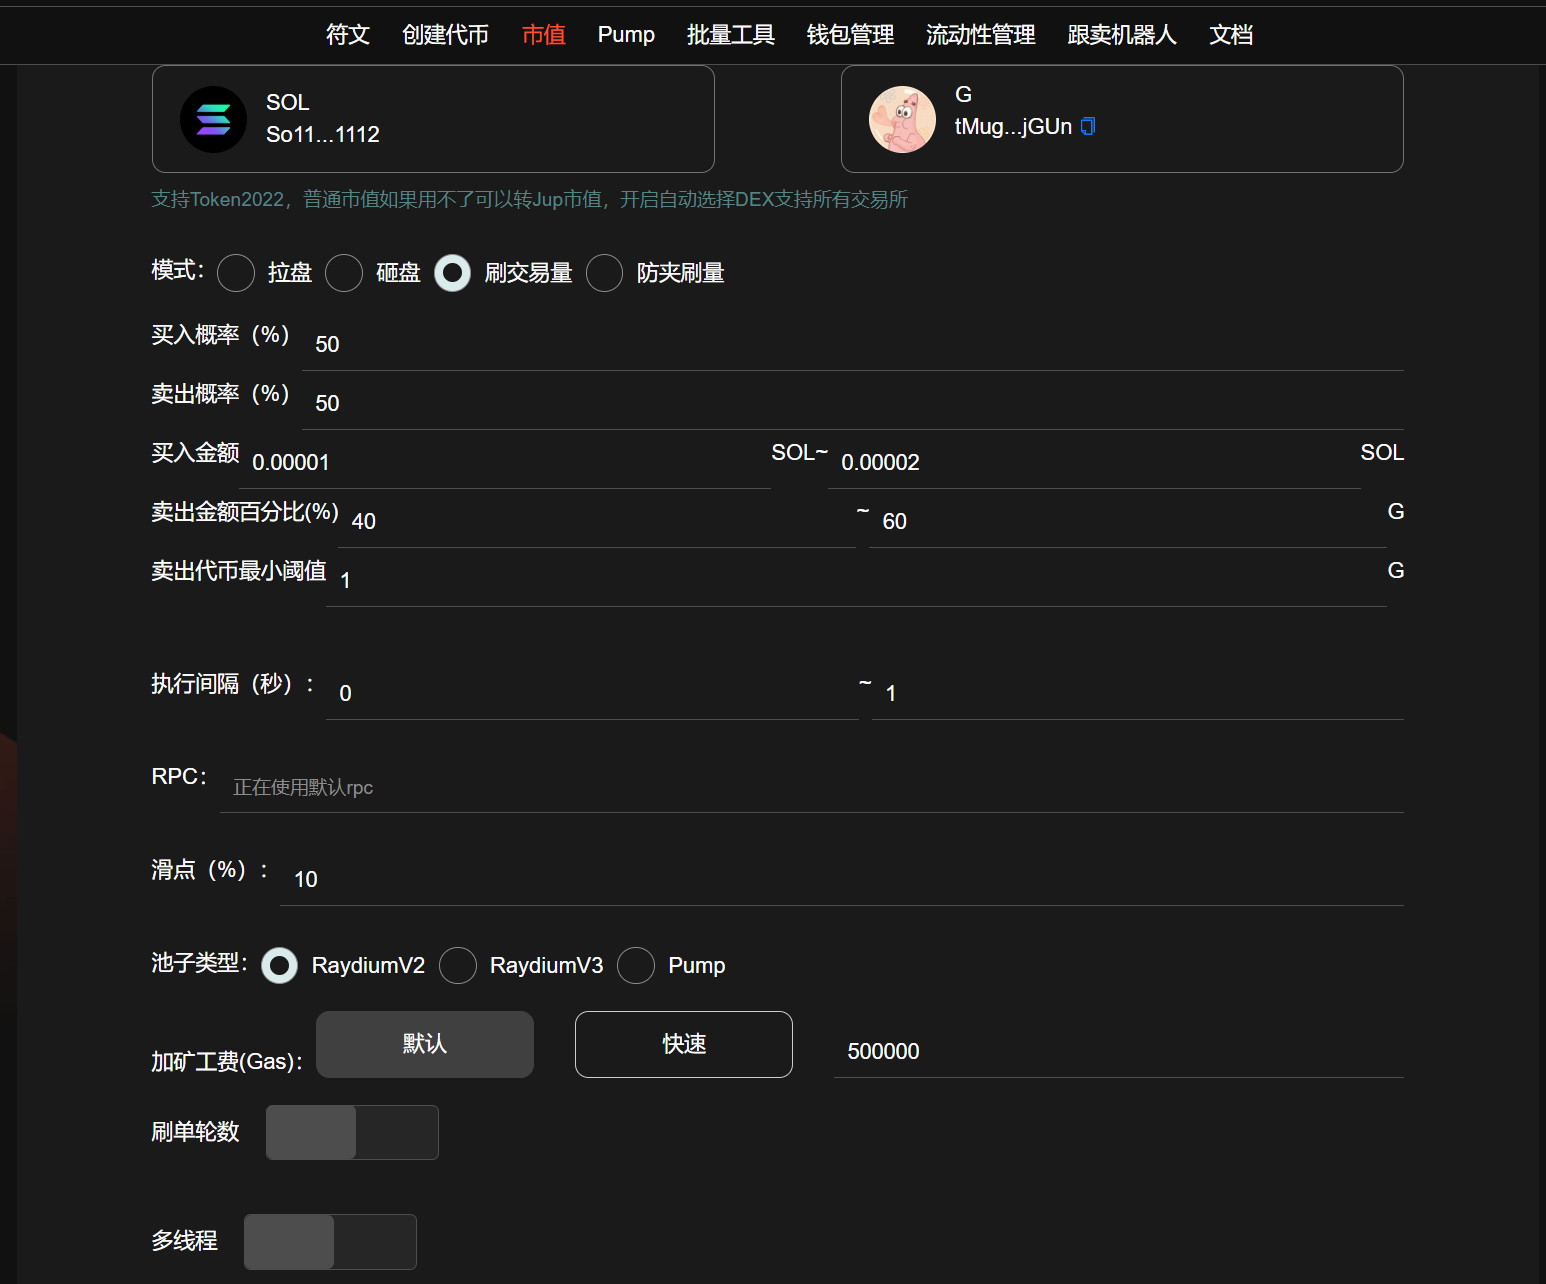 符文 创建代币 市值 Pump 批量工具 钱包管理 流动性管理 跟卖机器人 文档
SOL
So11...1112
G
tMug...jGUn
支持Token2022，普通市值如果用不了可以转Jup市值，开启自动选择DEX支持所有交易所
模式： 拉盘 砸盘 刷交易量 防夹刷量
买入概率（%） 50
卖出概率（%） 50
买入金额 0.00001 SOL~ 0.00002 SOL
卖出金额百分比(%) 40 ~ 60 G
卖出代币最小阈值 1 G
执行间隔（秒）： 0 ~ 1
RPC： 正在使用默认rpc
滑点（%）： 10
池子类型： RaydiumV2 RaydiumV3 Pump
加矿工费(Gas)： 默认 快速 500000
刷单轮数
多线程